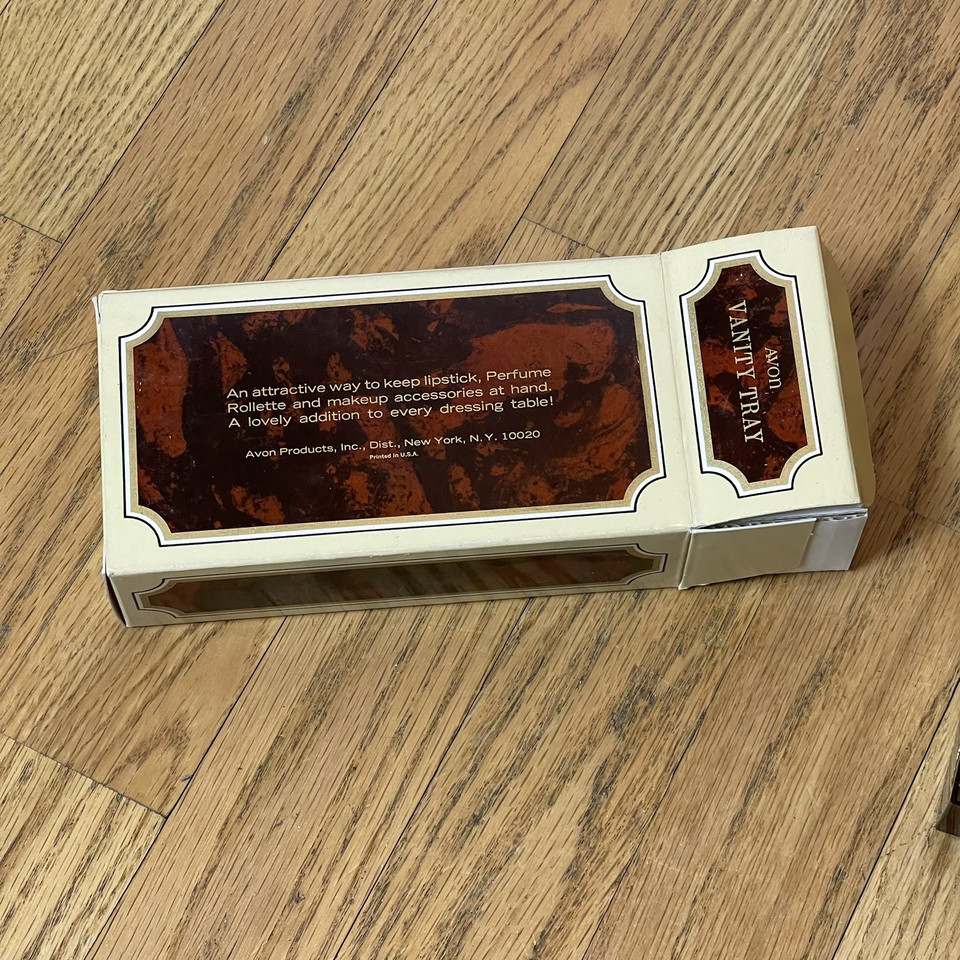 An attractive way to keep lipstick, Perfume
Rollette and makeup accessories at hand.
A lovely addition to every dressing table!
Avon Products, Inc., Dist., New York, N.Y. 10020
Printed in U.S.A.
Avon
VANITY TRAY